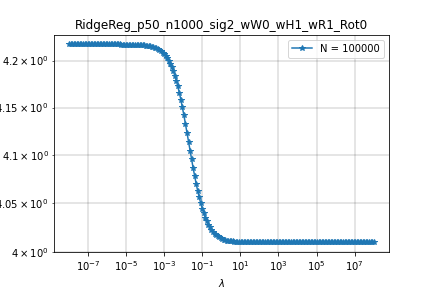 RidgeReg_p50_n1000_sig2_wW0_wH1_wR1_Rot0
N = 100000
4.2 × 10⁰
4.15 × 10⁰
4.1 × 10⁰
4.05 × 10⁰
4 × 10⁰
10⁻⁷ 10⁻⁵ 10⁻³ 10⁻¹ 10¹ 10³ 10⁵ 10⁷
λ